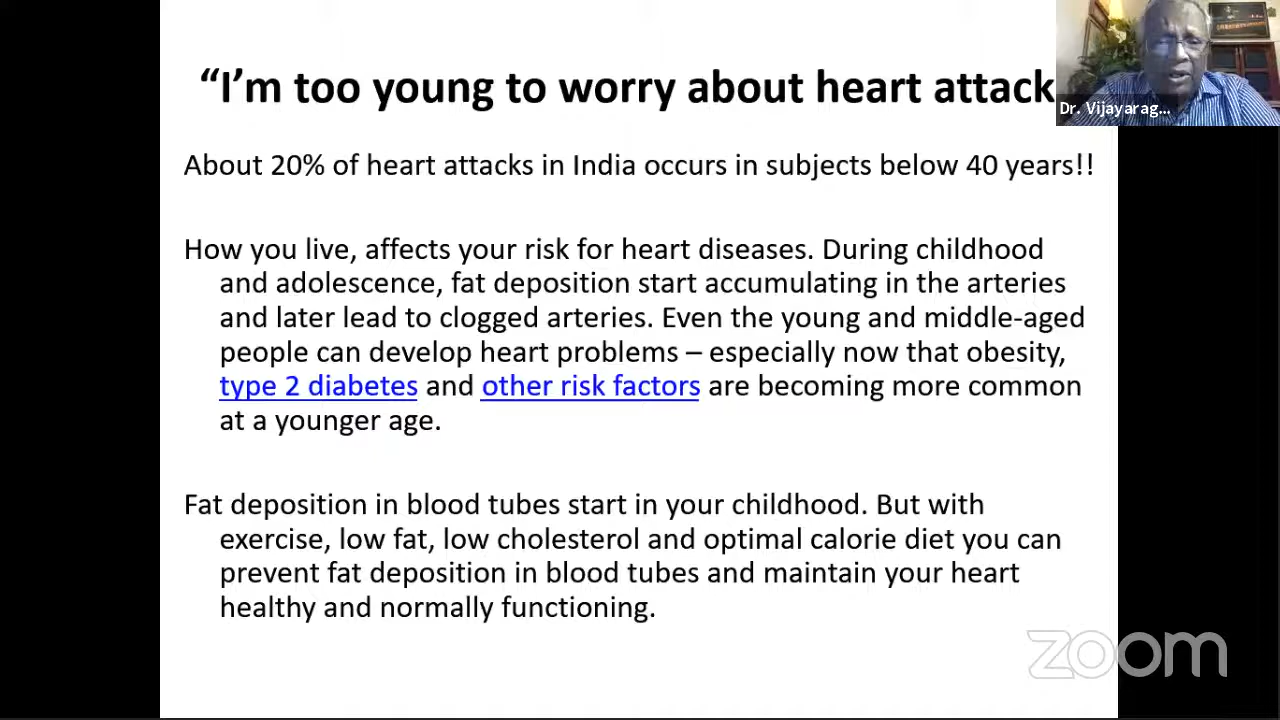 “I’m too young to worry about heart attack
Dr. Vijayarag...
About 20% of heart attacks in India occurs in subjects below 40 years!!
How you live, affects your risk for heart diseases. During childhood
and adolescence, fat deposition start accumulating in the arteries
and later lead to clogged arteries. Even the young and middle-aged
people can develop heart problems – especially now that obesity,
type 2 diabetes and other risk factors are becoming more common
at a younger age.
Fat deposition in blood tubes start in your childhood. But with
exercise, low fat, low cholesterol and optimal calorie diet you can
prevent fat deposition in blood tubes and maintain your heart
healthy and normally functioning.
zoom